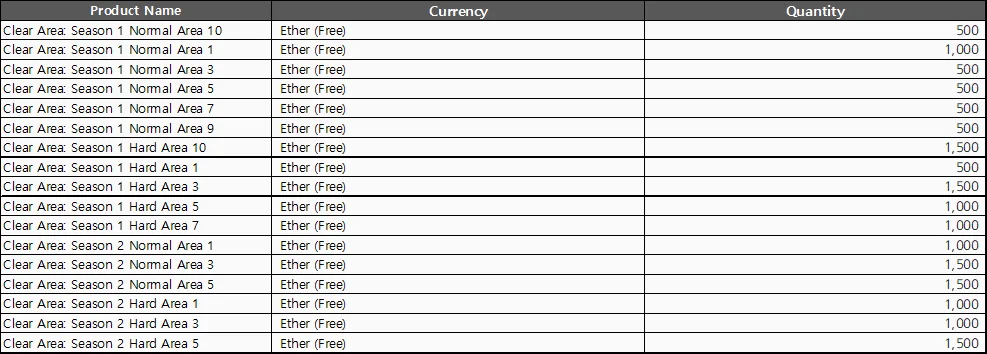 Product Name Currency Quantity
Clear Area: Season 1 Normal Area 10 Ether (Free) 500
Clear Area: Season 1 Normal Area 1 Ether (Free) 1,000
Clear Area: Season 1 Normal Area 3 Ether (Free) 500
Clear Area: Season 1 Normal Area 5 Ether (Free) 500
Clear Area: Season 1 Normal Area 7 Ether (Free) 500
Clear Area: Season 1 Normal Area 9 Ether (Free) 500
Clear Area: Season 1 Hard Area 10 Ether (Free) 1,500
Clear Area: Season 1 Hard Area 1 Ether (Free) 500
Clear Area: Season 1 Hard Area 3 Ether (Free) 1,500
Clear Area: Season 1 Hard Area 5 Ether (Free) 1,000
Clear Area: Season 1 Hard Area 7 Ether (Free) 1,000
Clear Area: Season 2 Normal Area 1 Ether (Free) 1,000
Clear Area: Season 2 Normal Area 3 Ether (Free) 1,500
Clear Area: Season 2 Normal Area 5 Ether (Free) 1,500
Clear Area: Season 2 Hard Area 1 Ether (Free) 1,000
Clear Area: Season 2 Hard Area 3 Ether (Free) 1,000
Clear Area: Season 2 Hard Area 5 Ether (Free) 1,500